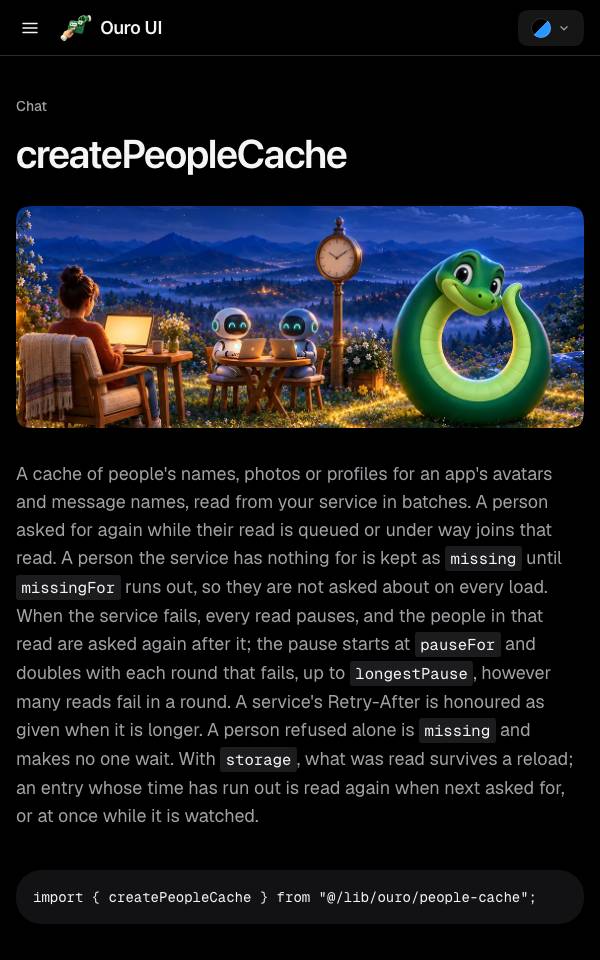 Ouro UI
Chat
createPeopleCache
A cache of people's names, photos or profiles for an app's avatars
and message names, read from your service in batches. A person
asked for again while their read is queued or under way joins that
read. A person the service has nothing for is kept as missing until
missingFor runs out, so they are not asked about on every load.
When the service fails, every read pauses, and the people in that
read are asked again after it; the pause starts at pauseFor and
doubles with each round that fails, up to longestPause, however
many reads fail in a round. A service's Retry-After is honoured as
given when it is longer. A person refused alone is missing and
makes no one wait. With storage, what was read survives a reload;
an entry whose time has run out is read again when next asked for,
or at once while it is watched.
import { createPeopleCache } from "@/lib/ouro/people-cache";